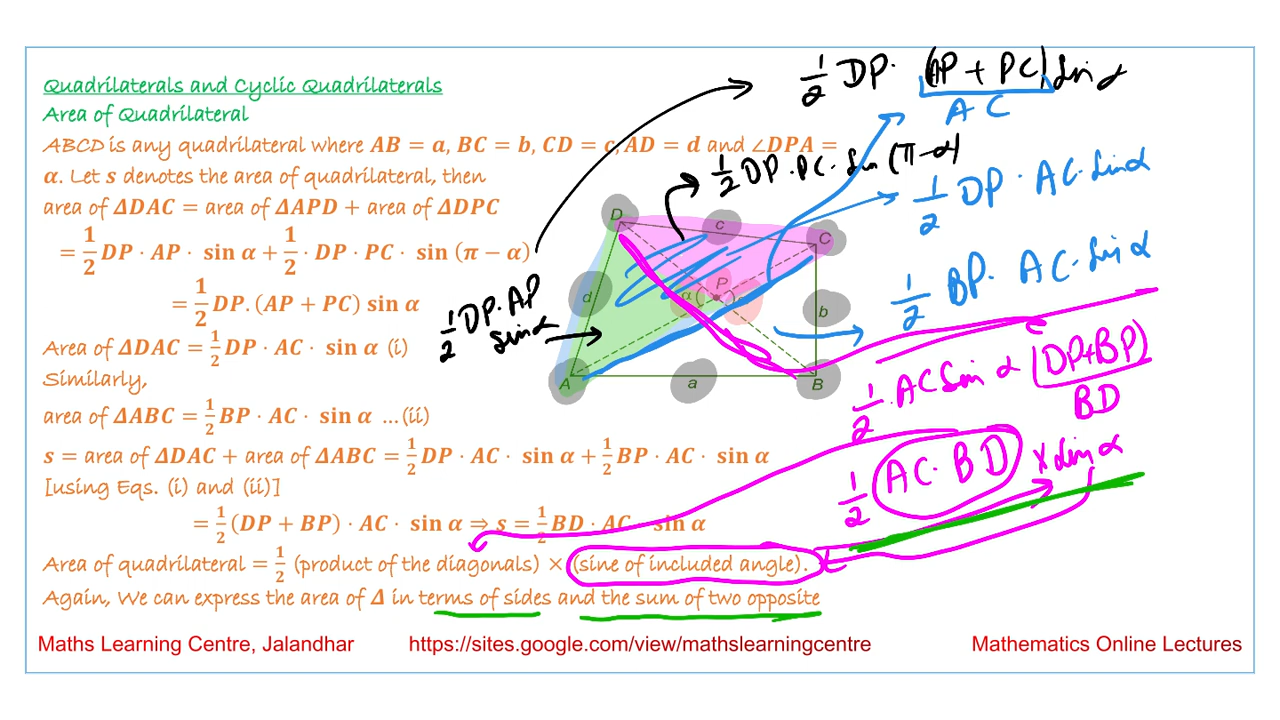 Quadrilaterals and Cyclic Quadrilaterals
Area of Quadrilateral
ABCD is any quadrilateral where AB = a, BC = b, CD = c, AD = d and ∠DPA =
α. Let s denotes the area of quadrilateral, then
area of ΔDAC = area of ΔAPD + area of ΔDPC
= 1/2 DP · AP · sin α + 1/2 · DP · PC · sin (π − α)
= 1/2 DP. (AP + PC) sin α
Area of ΔDAC = 1/2 DP · AC · sin α (i)
Similarly,
area of ΔABC = 1/2 BP · AC · sin α ...(ii)
s = area of ΔDAC + area of ΔABC = 1/2 DP · AC · sin α + 1/2 BP · AC · sin α
[using Eqs. (i) and (ii)]
= 1/2 (DP + BP) · AC · sin α ⇒ s = 1/2 BD · AC · sin α
Area of quadrilateral = 1/2 (product of the diagonals) × (sine of included angle).
Again, We can express the area of Δ in terms of sides and the sum of two opposite
1/2 DP · (AP + PC) sin α
AC
1/2 DP · PC · sin (π − α)
1/2 DP · AC · sin α
1/2 BP · AC · sin α
1/2 DP · AP
sin α
1/2 · AC sin α (DP + BP)
BD
1/2 AC · BD × sin α
D
c
C
d
P
α
b
A
a
B
Maths Learning Centre, Jalandhar
https://sites.google.com/view/mathslearningcentre
Mathematics Online Lectures